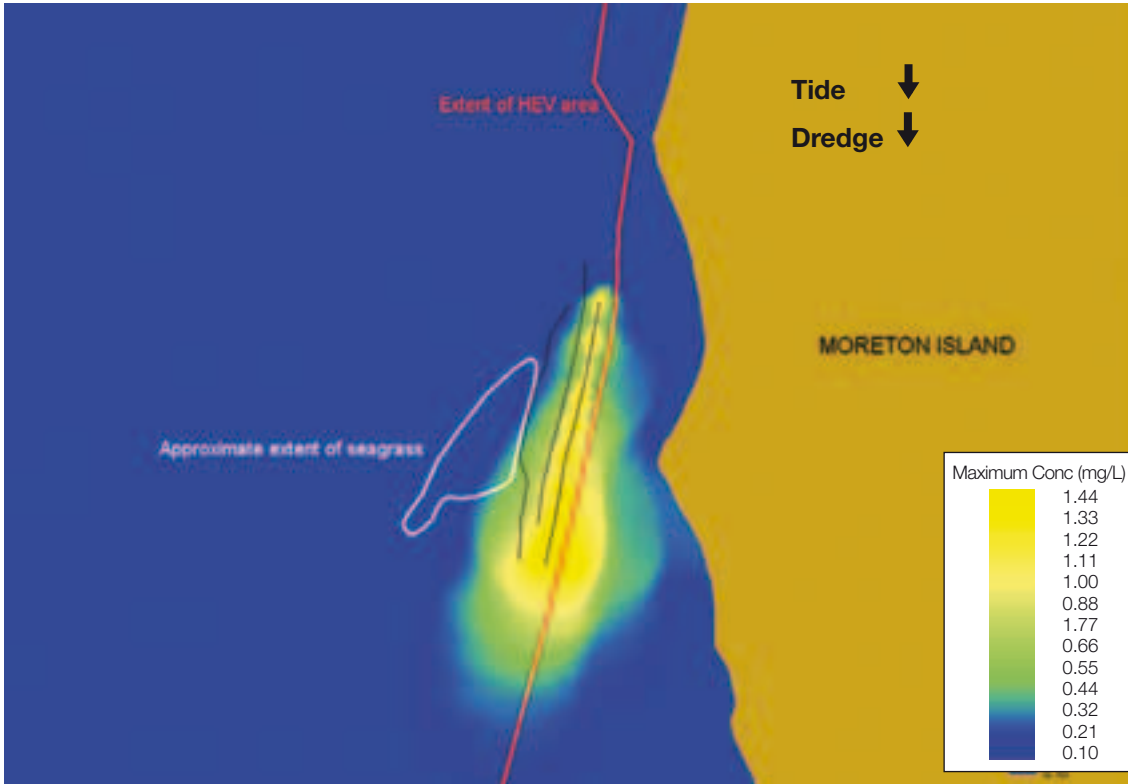 Tide
Extent of HEV area
Dredge
MORETON ISLAND
Approximate extent of seagrass
Maximum Conc (mg/L)
1.44
1.33
1.22
1.11
1.00
0.88
1.77
0.66
0.55
0.44
0.32
0.21
0.10